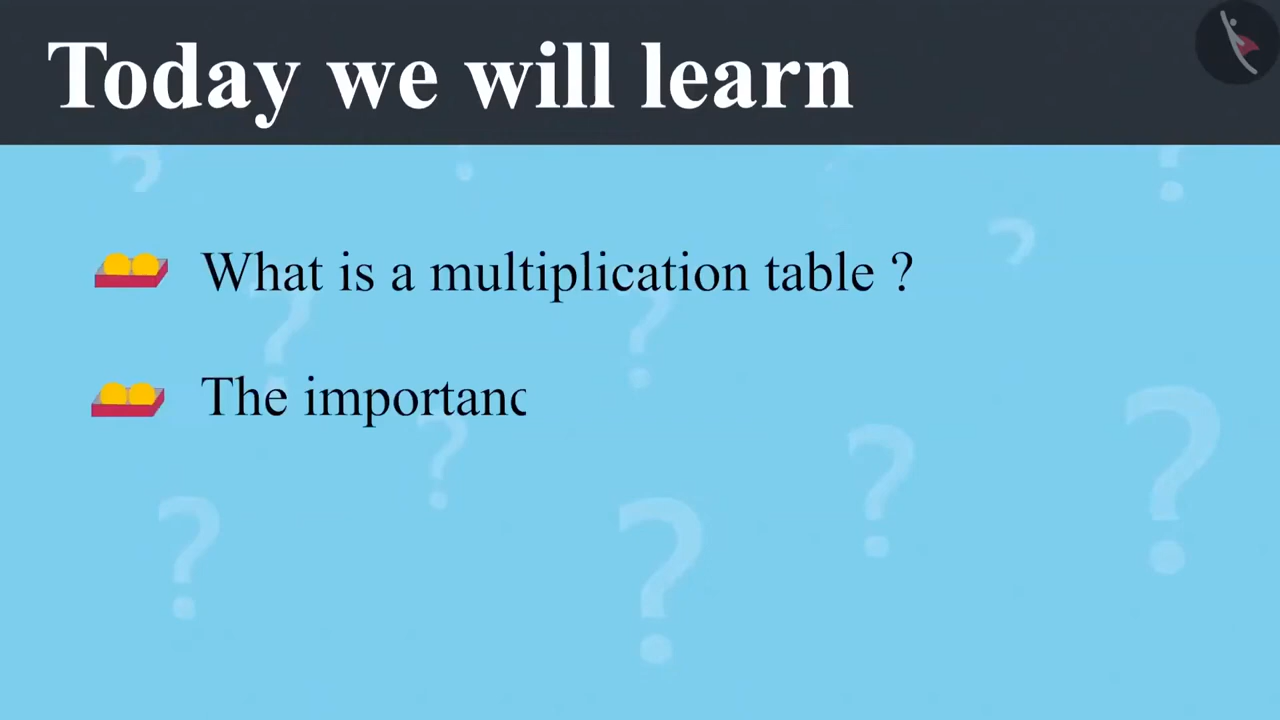 Today we will learn
What is a multiplication table ?
The importanc